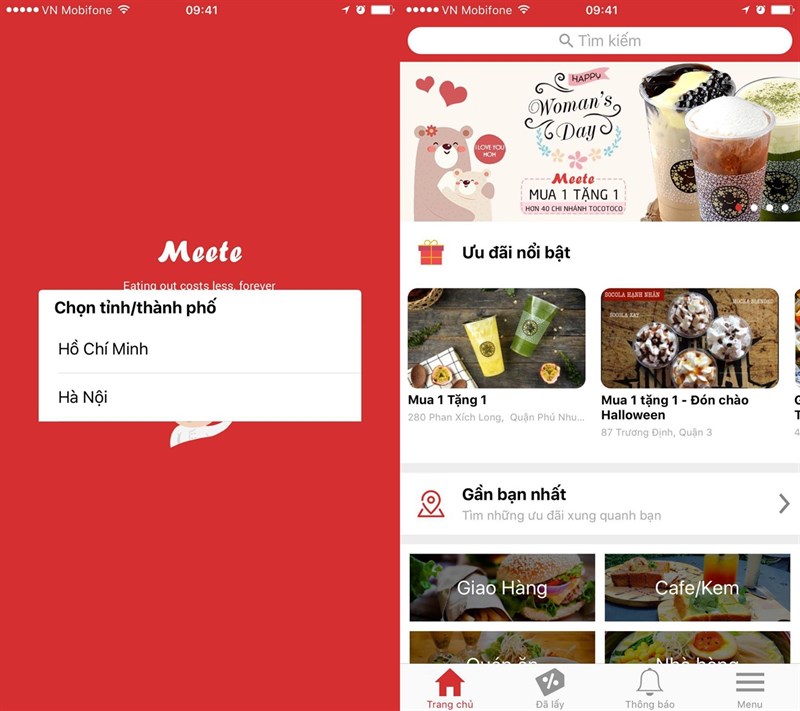 VN Mobifone
09:41
Meete
Eating out costs less, forever
Chọn tỉnh/thành phố
Hồ Chí Minh
Hà Nội
VN Mobifone
09:41
Tìm kiếm
HAPPY
Woman's
Day
I LOVE YOU
MOM
Meete
MUA 1 TẶNG 1
HƠN 40 CHI NHÁNH TOCOTOCO
Ưu đãi nổi bật
SOCOLA HẠNH NHÂN
SOCOLA XAY
MOCHA BLENDED
Mua 1 Tặng 1
280 Phan Xích Long, Quận Phú Nhu...
Mua 1 tặng 1 - Đón chào
Halloween
87 Trương Định, Quận 3
Gần bạn nhất
Tìm những ưu đãi xung quanh bạn
Giao Hàng
Cafe/Kem
Quán ăn
Nhà hàng
Trang chủ
Đã lấy
Thông báo
Menu